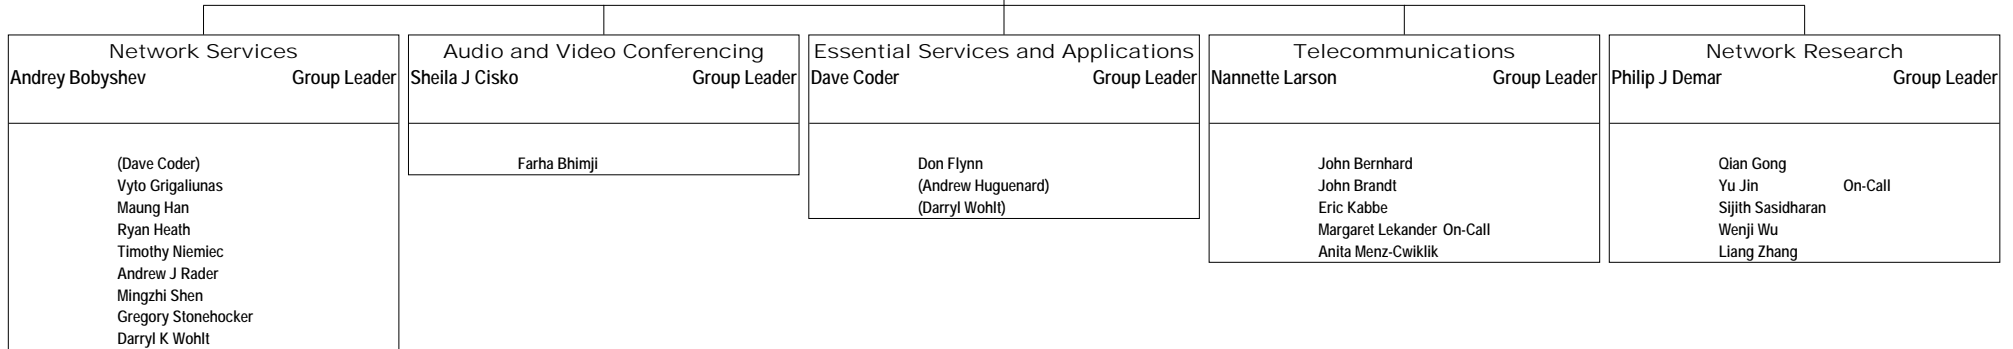 Network Services
Andrey Bobyshev Group Leader
(Dave Coder)
Vyto Grigaliunas
Maung Han
Ryan Heath
Timothy Niemiec
Andrew J Rader
Mingzhi Shen
Gregory Stonehocker
Darryl K Wohlt
Audio and Video Conferencing
Sheila J Cisko Group Leader
Farha Bhimji
Essential Services and Applications
Dave Coder Group Leader
Don Flynn
(Andrew Huguenard)
(Darryl Wohlt)
Telecommunications
Nannette Larson Group Leader
John Bernhard
John Brandt
Eric Kabbe
Margaret Lekander On-Call
Anita Menz-Cwiklik
Network Research
Philip J Demar Group Leader
Qian Gong
Yu Jin On-Call
Sijith Sasidharan
Wenji Wu
Liang Zhang